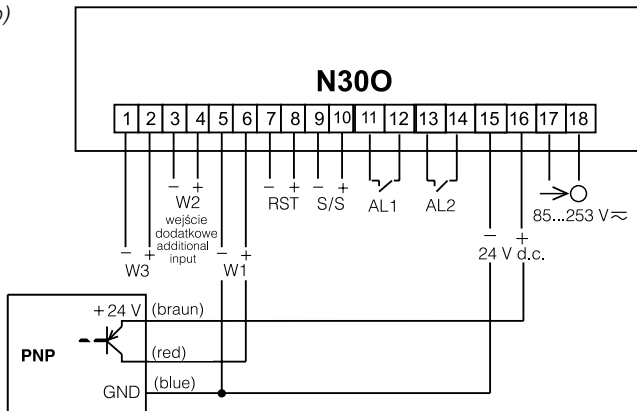 b)
N30O
1 2 3 4 5 6 7 8 9 10 11 12 13 14 15 16 17 18
− + − + − + − +
W2 RST S/S AL1 AL2
wejście
dodatkowe
additional
input
85...253 V ≂
− + − + − +
W3 W1 24 V d.c.
+ 24 V (braun)
PNP
(red)
GND (blue)